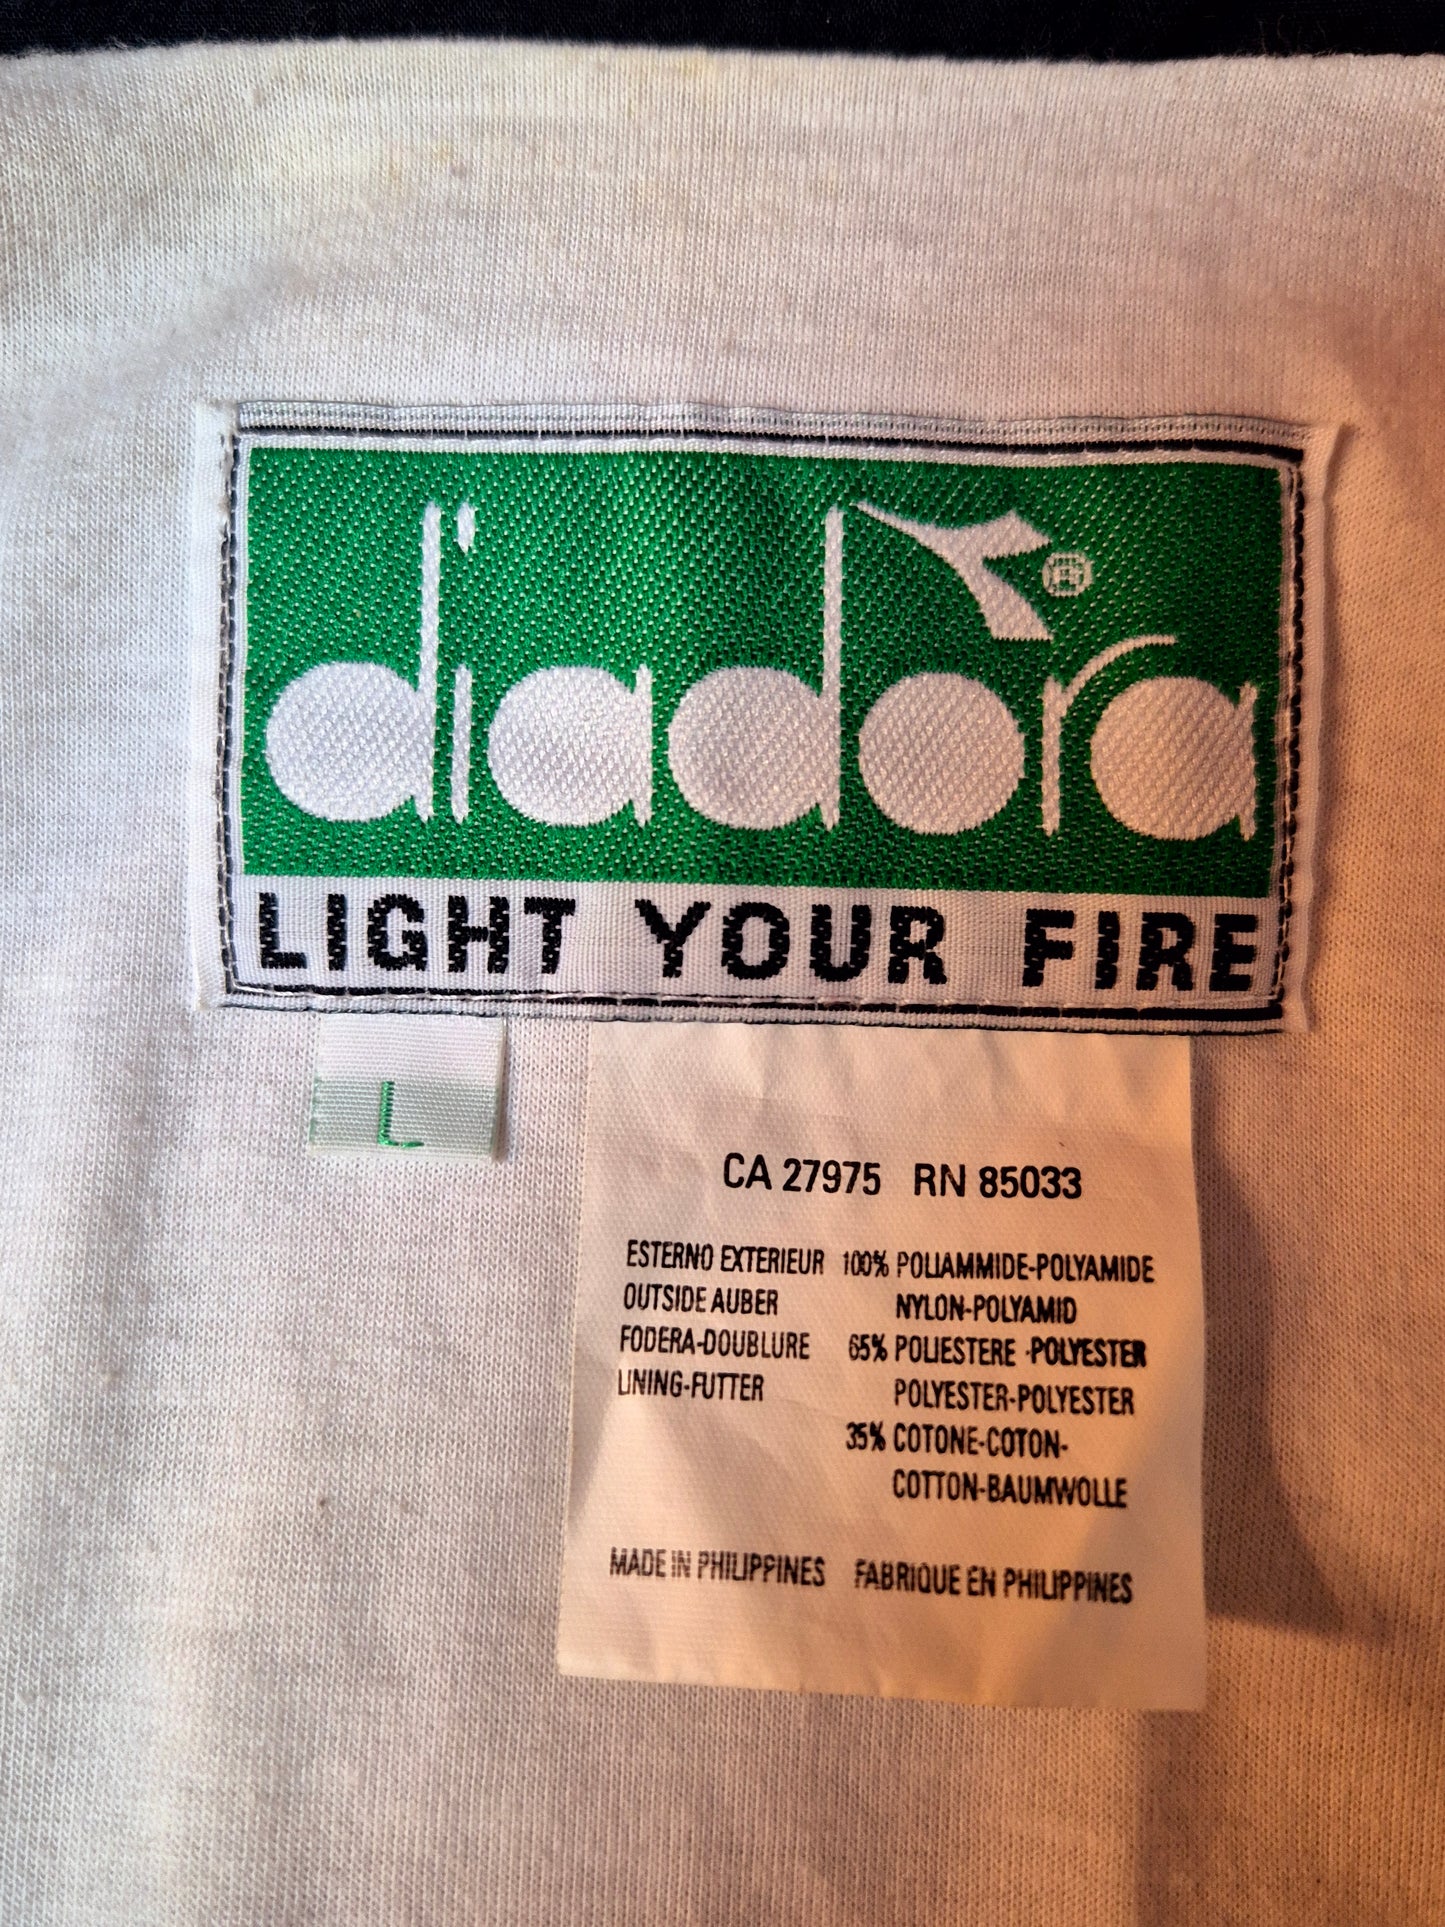 diadora®
LIGHT YOUR FIRE
L
CA 27975 RN 85033
ESTERNO EXTERIEUR 100% POLIAMMIDE-POLYAMIDE
OUTSIDE AUBER NYLON-POLYAMID
FODERA-DOUBLURE 65% POLIESTERE -POLYESTER
LINING-FUTTER POLYESTER-POLYESTER
35% COTONE-COTON-
COTTON-BAUMWOLLE
MADE IN PHILIPPINES FABRIQUE EN PHILIPPINES